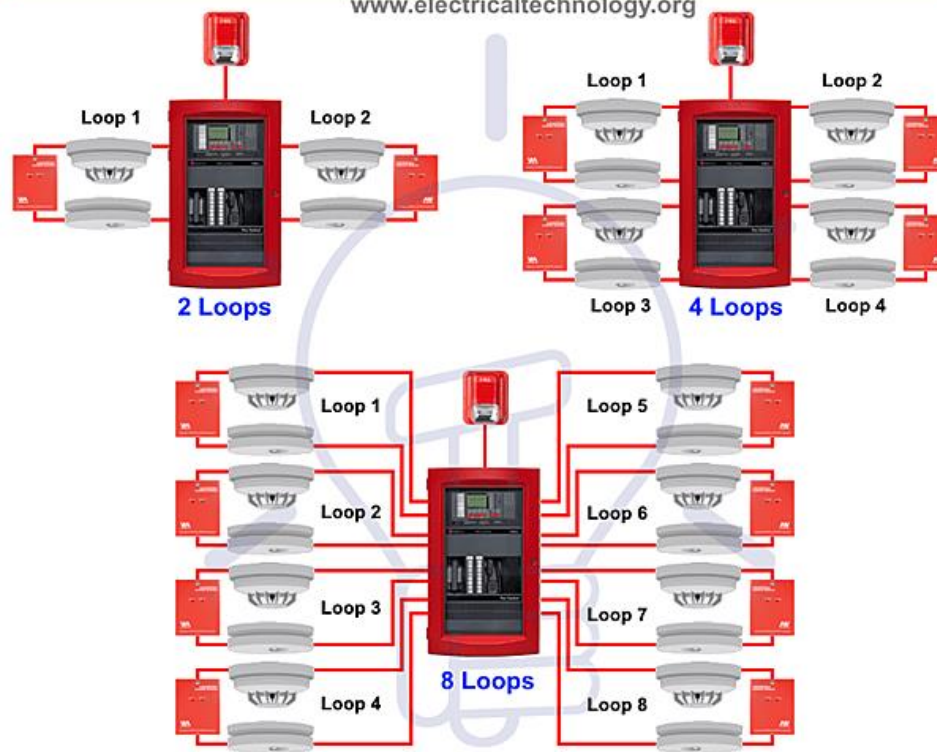 www.electricaltechnology.org
Loop 1
Loop 2
2 Loops
Loop 1
Loop 2
Loop 3
4 Loops
Loop 4
Loop 1
Loop 5
Loop 2
Loop 6
Loop 3
Loop 7
Loop 4
8 Loops
Loop 8